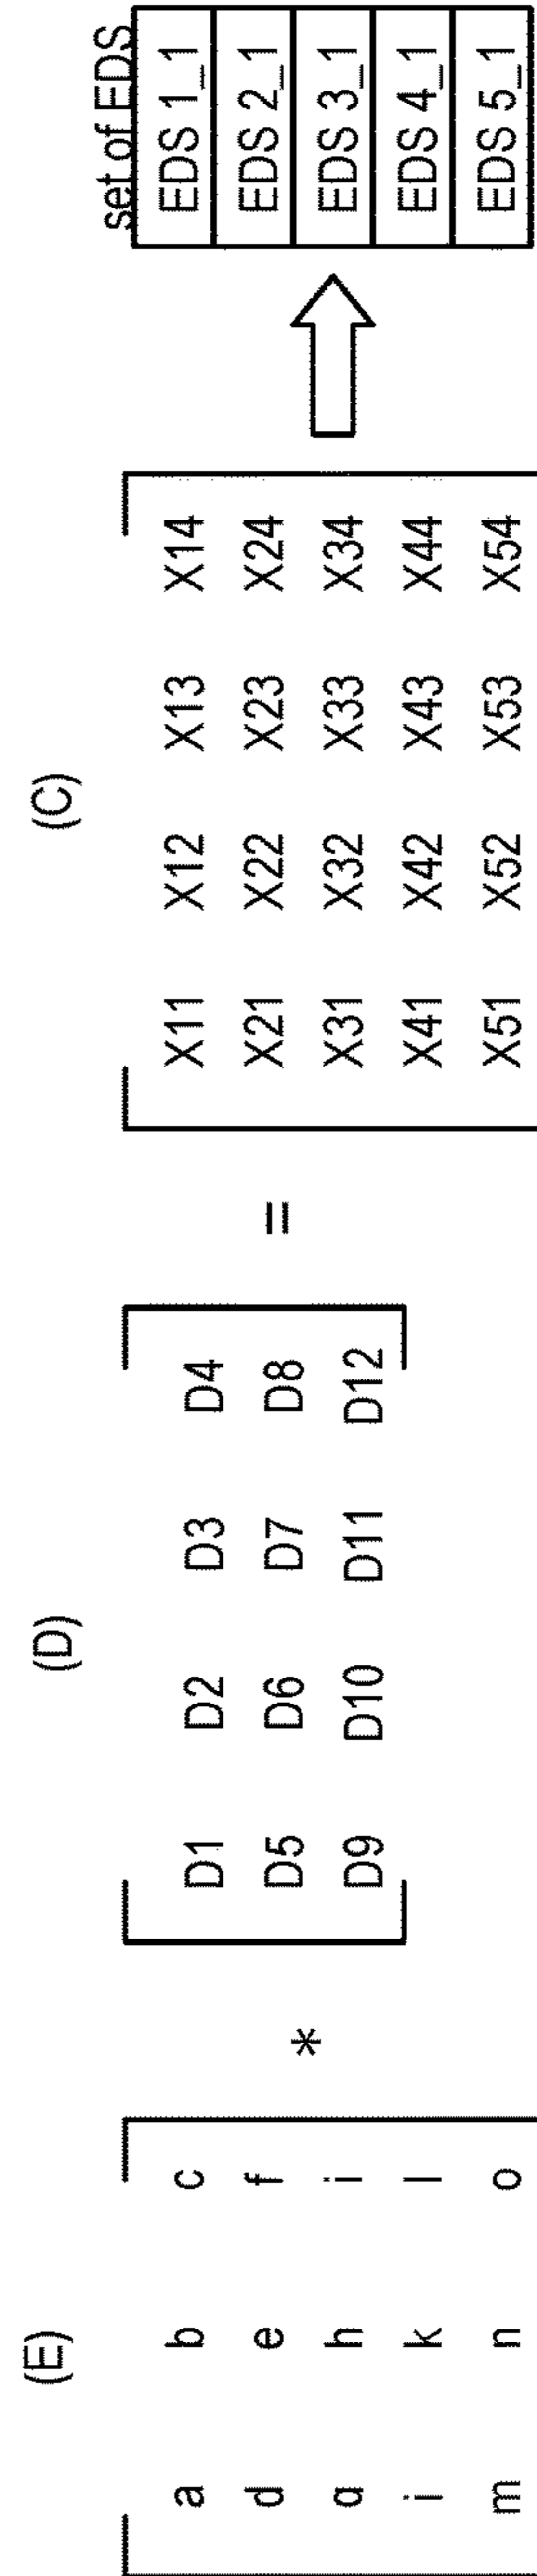 (E)
a b c
d e f
g h i
j k l
m n o
*
(D)
D1 D2 D3 D4
D5 D6 D7 D8
D9 D10 D11 D12
=
(C)
X11 X12 X13 X14
X21 X22 X23 X24
X31 X32 X33 X34
X41 X42 X43 X44
X51 X52 X53 X54
set of EDS
EDS 1_1
EDS 2_1
EDS 3_1
EDS 4_1
EDS 5_1